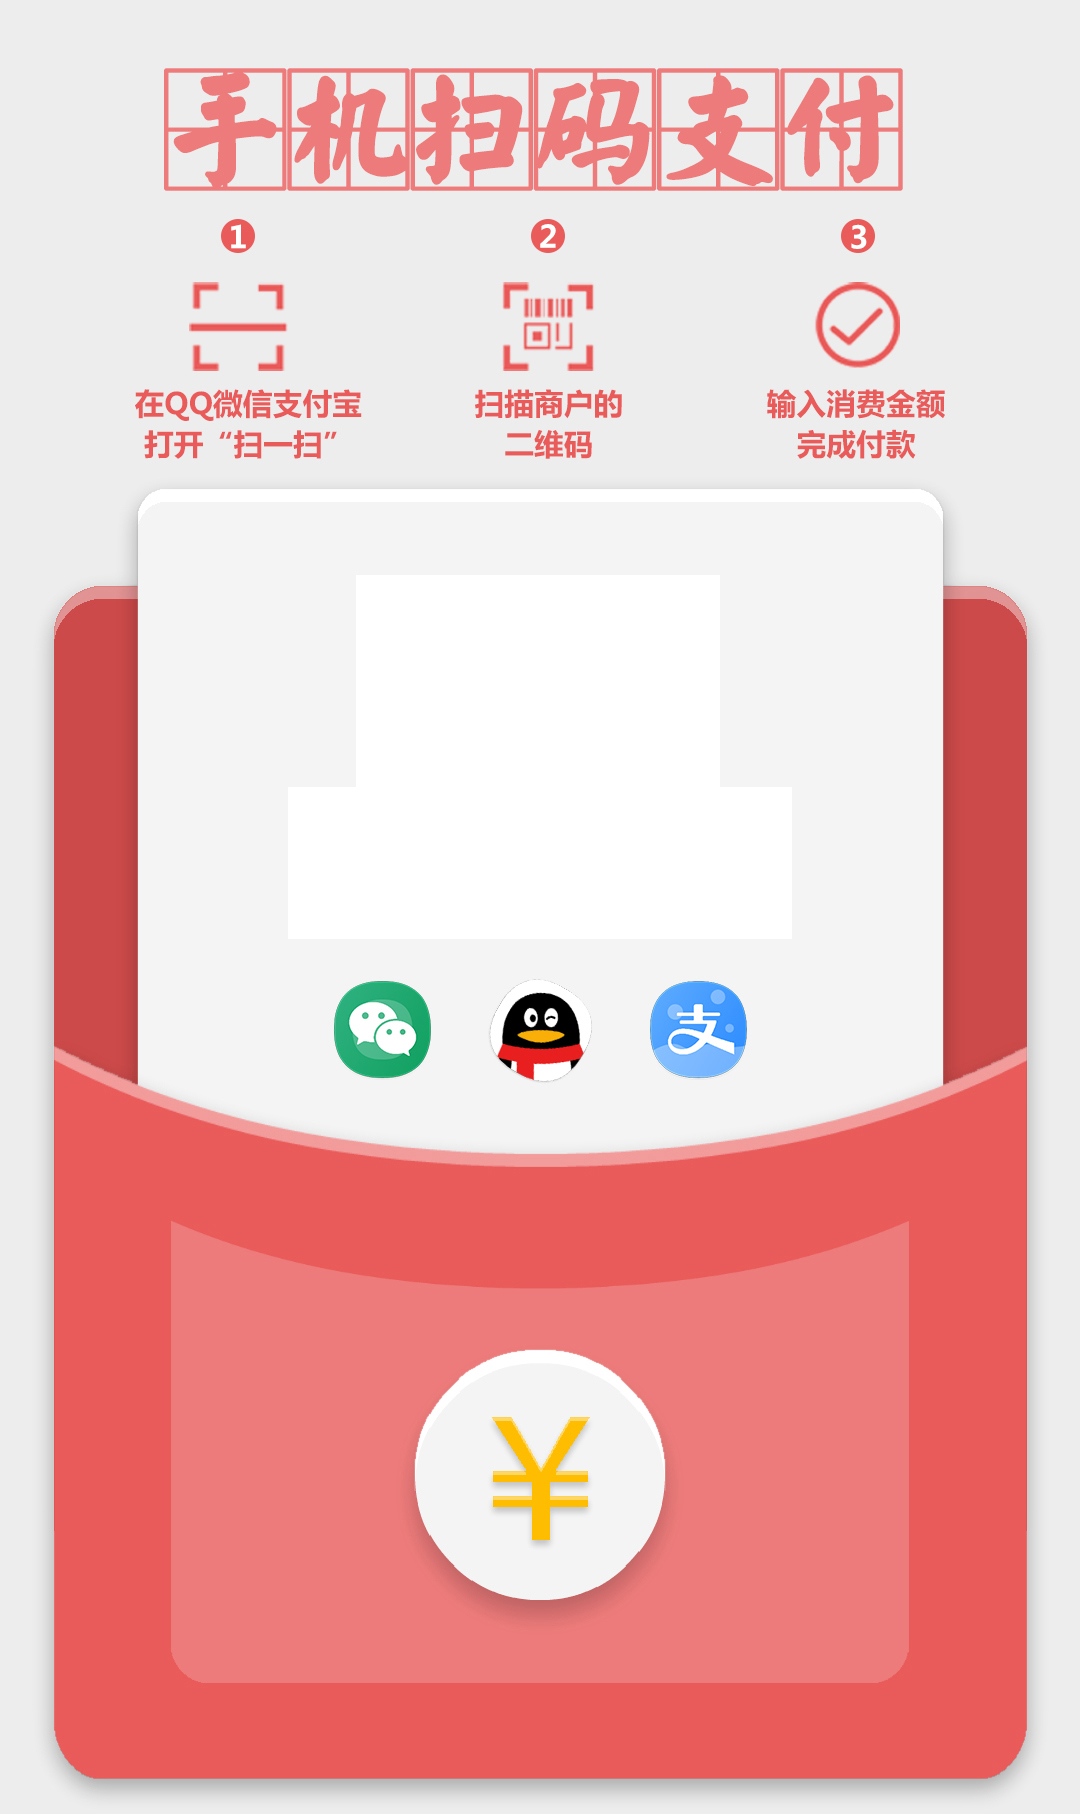 手机扫码支付
1
2
3
在QQ微信支付宝
打开“扫一扫”
扫描商户的
二维码
输入消费金额
完成付款
支
¥